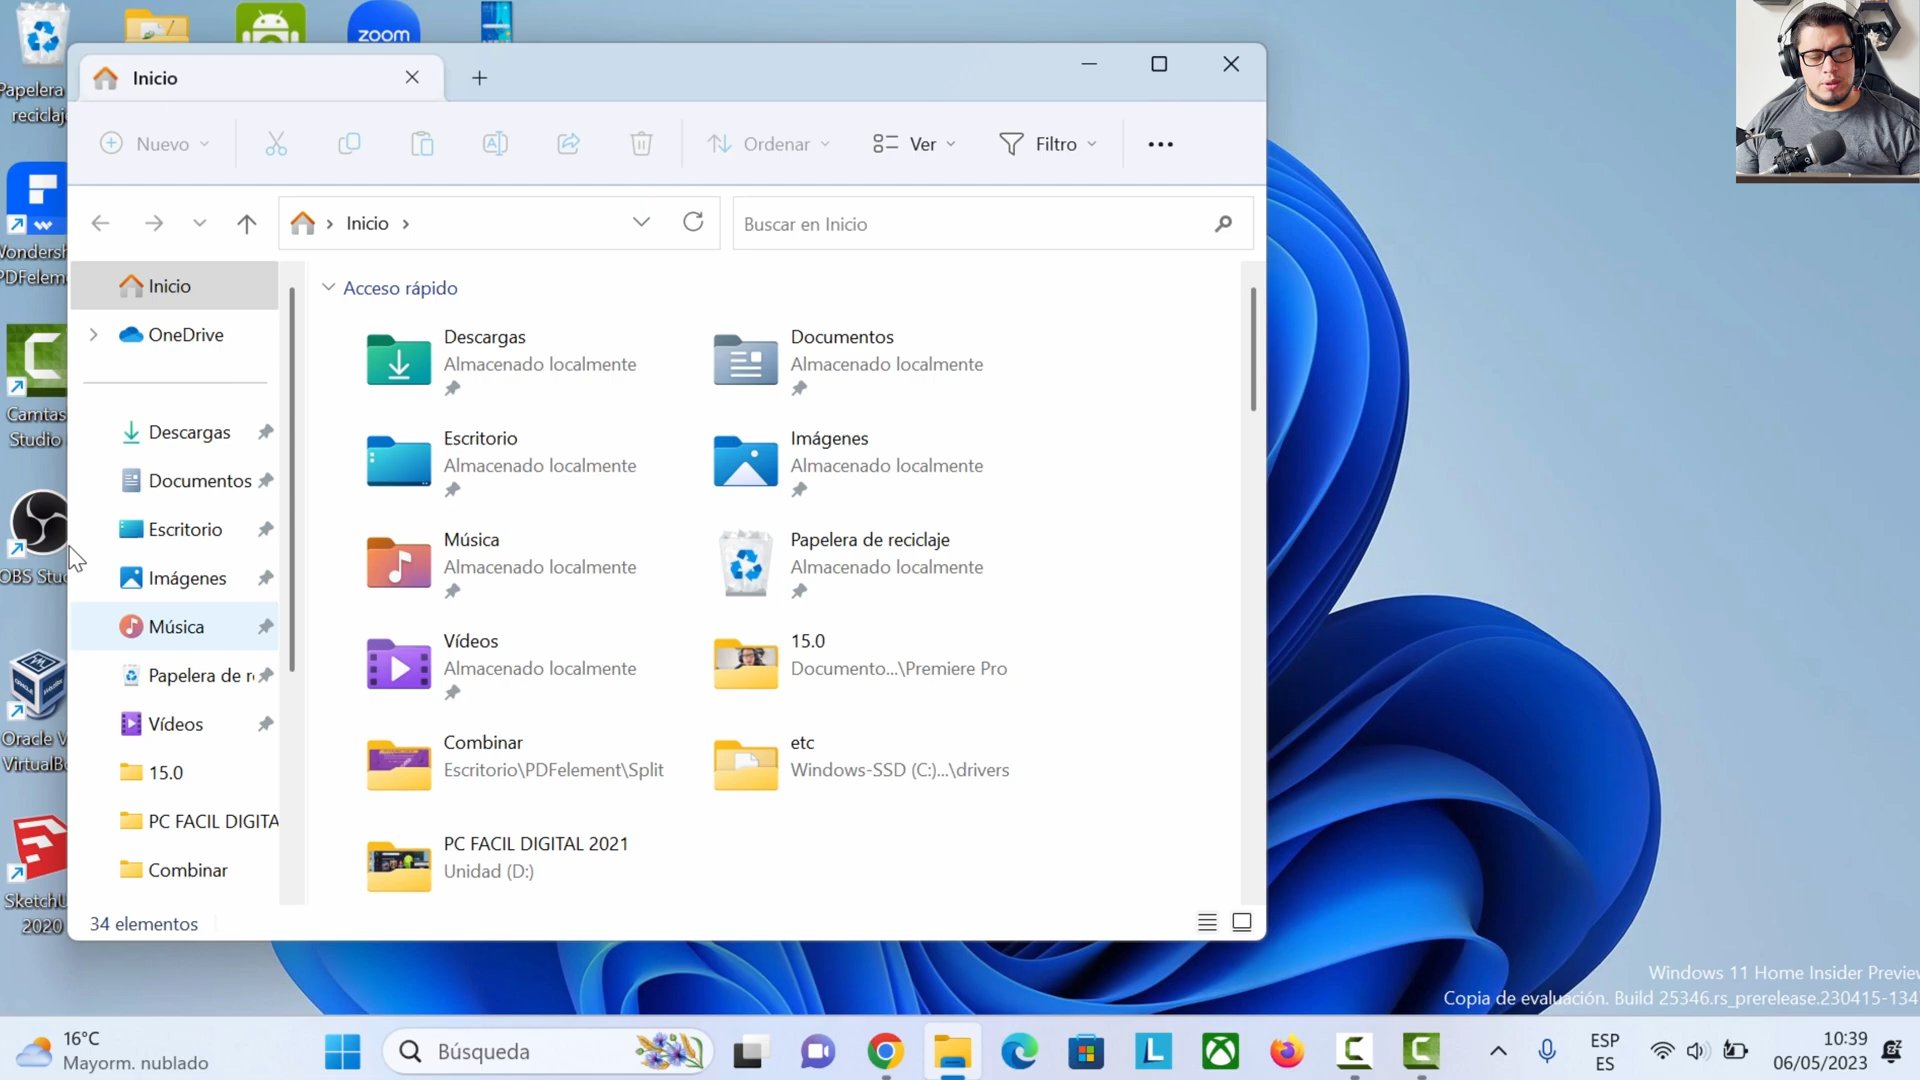 zoom
Papelera
reciclaj
Inicio
Nuevo
Ordenar
Ver
Filtro
Inicio
Buscar en Inicio
Wondersh
PDFelem
Camtas
Studio
OBS Stu
Oracle V
VirtualB
SketchU
2020
Inicio
OneDrive
Descargas
Documentos
Escritorio
Imágenes
Música
Papelera de r
Vídeos
15.0
PC FACIL DIGITA
Combinar
Acceso rápido
Descargas
Almacenado localmente
Documentos
Almacenado localmente
Escritorio
Almacenado localmente
Imágenes
Almacenado localmente
Música
Almacenado localmente
Papelera de reciclaje
Almacenado localmente
Vídeos
Almacenado localmente
15.0
Documento...\Premiere Pro
Combinar
Escritorio\PDFelement\Split
etc
Windows-SSD (C:)...\drivers
PC FACIL DIGITAL 2021
Unidad (D:)
34 elementos
Windows 11 Home Insider Preview
Copia de evaluación. Build 25346.rs_prerelease.230415-134
16°C
Mayorm. nublado
Búsqueda
ESP
ES
10:39
06/05/2023